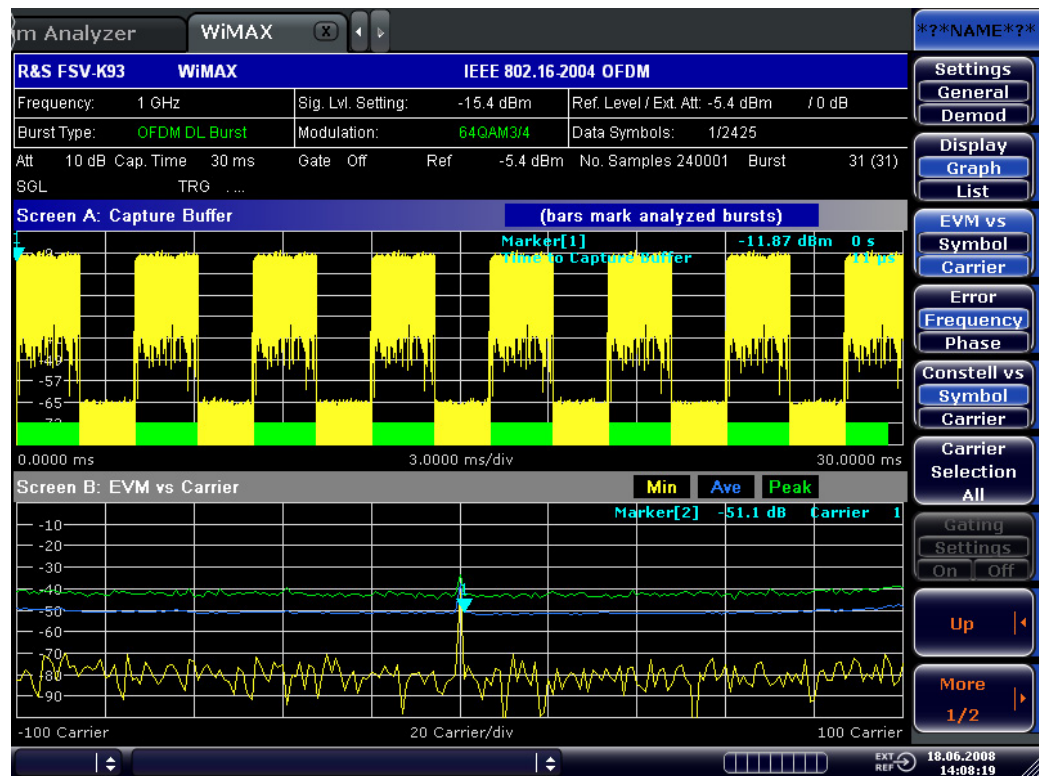 m Analyzer WiMAX X
*?*NAME*?*
R&S FSV-K93 WiMAX IEEE 802.16-2004 OFDM
Frequency: 1 GHz Sig. Lvl. Setting: -15.4 dBm Ref. Level / Ext. Att: -5.4 dBm / 0 dB
Burst Type: OFDM DL Burst Modulation: 64QAM3/4 Data Symbols: 1/2425
Att 10 dB Cap. Time 30 ms Gate Off Ref -5.4 dBm No. Samples 240001 Burst 31 (31)
SGL TRG . ...
Screen A: Capture Buffer (bars mark analyzed bursts)
1
Marker[1] -11.87 dBm 0 s
Time to Capture Buffer 11 µs
-57
-65
0.0000 ms 3.0000 ms/div 30.0000 ms
Screen B: EVM vs Carrier Min Ave Peak
Marker[2] -51.1 dB Carrier 1
-10
-20
-30
-40
-50
-60
-70
-80
-90
-100 Carrier 20 Carrier/div 100 Carrier
Settings
General
Demod
Display
Graph
List
EVM vs
Symbol
Carrier
Error
Frequency
Phase
Constell vs
Symbol
Carrier
Carrier
Selection
All
Gating
Settings
On Off
Up
More
1/2
EXT
REF
18.06.2008
14:08:19